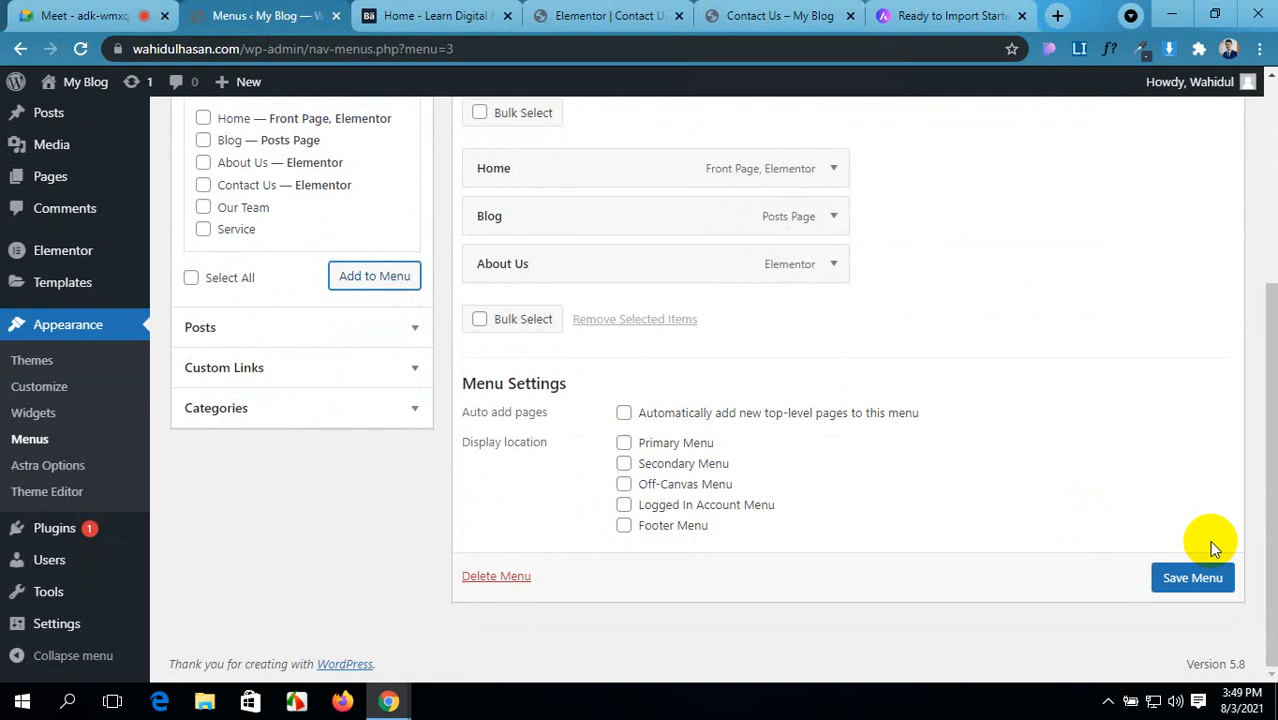 Meet - adk-wmxq
Menus ‹ My Blog — W
Home - Learn Digital
Elementor | Contact Us
Contact Us – My Blog
Ready to Import Starte
wahidulhasan.com/wp-admin/nav-menus.php?menu=3
My Blog
1
0
New
Howdy, Wahidul
Posts
Media
Pages
Comments
Elementor
Templates
Appearance
Themes
Customize
Widgets
Menus
Astra Options
Theme Editor
Plugins 1
Users
Tools
Settings
Collapse menu
Home — Front Page, Elementor
Blog — Posts Page
About Us — Elementor
Contact Us — Elementor
Our Team
Service
Select All
Add to Menu
Posts
Custom Links
Categories
Bulk Select
Home Front Page, Elementor
Blog Posts Page
About Us Elementor
Bulk Select Remove Selected Items
Menu Settings
Auto add pages Automatically add new top-level pages to this menu
Display location Primary Menu
Secondary Menu
Off-Canvas Menu
Logged In Account Menu
Footer Menu
Delete Menu
Save Menu
Thank you for creating with WordPress.
Version 5.8
3:49 PM
8/3/2021